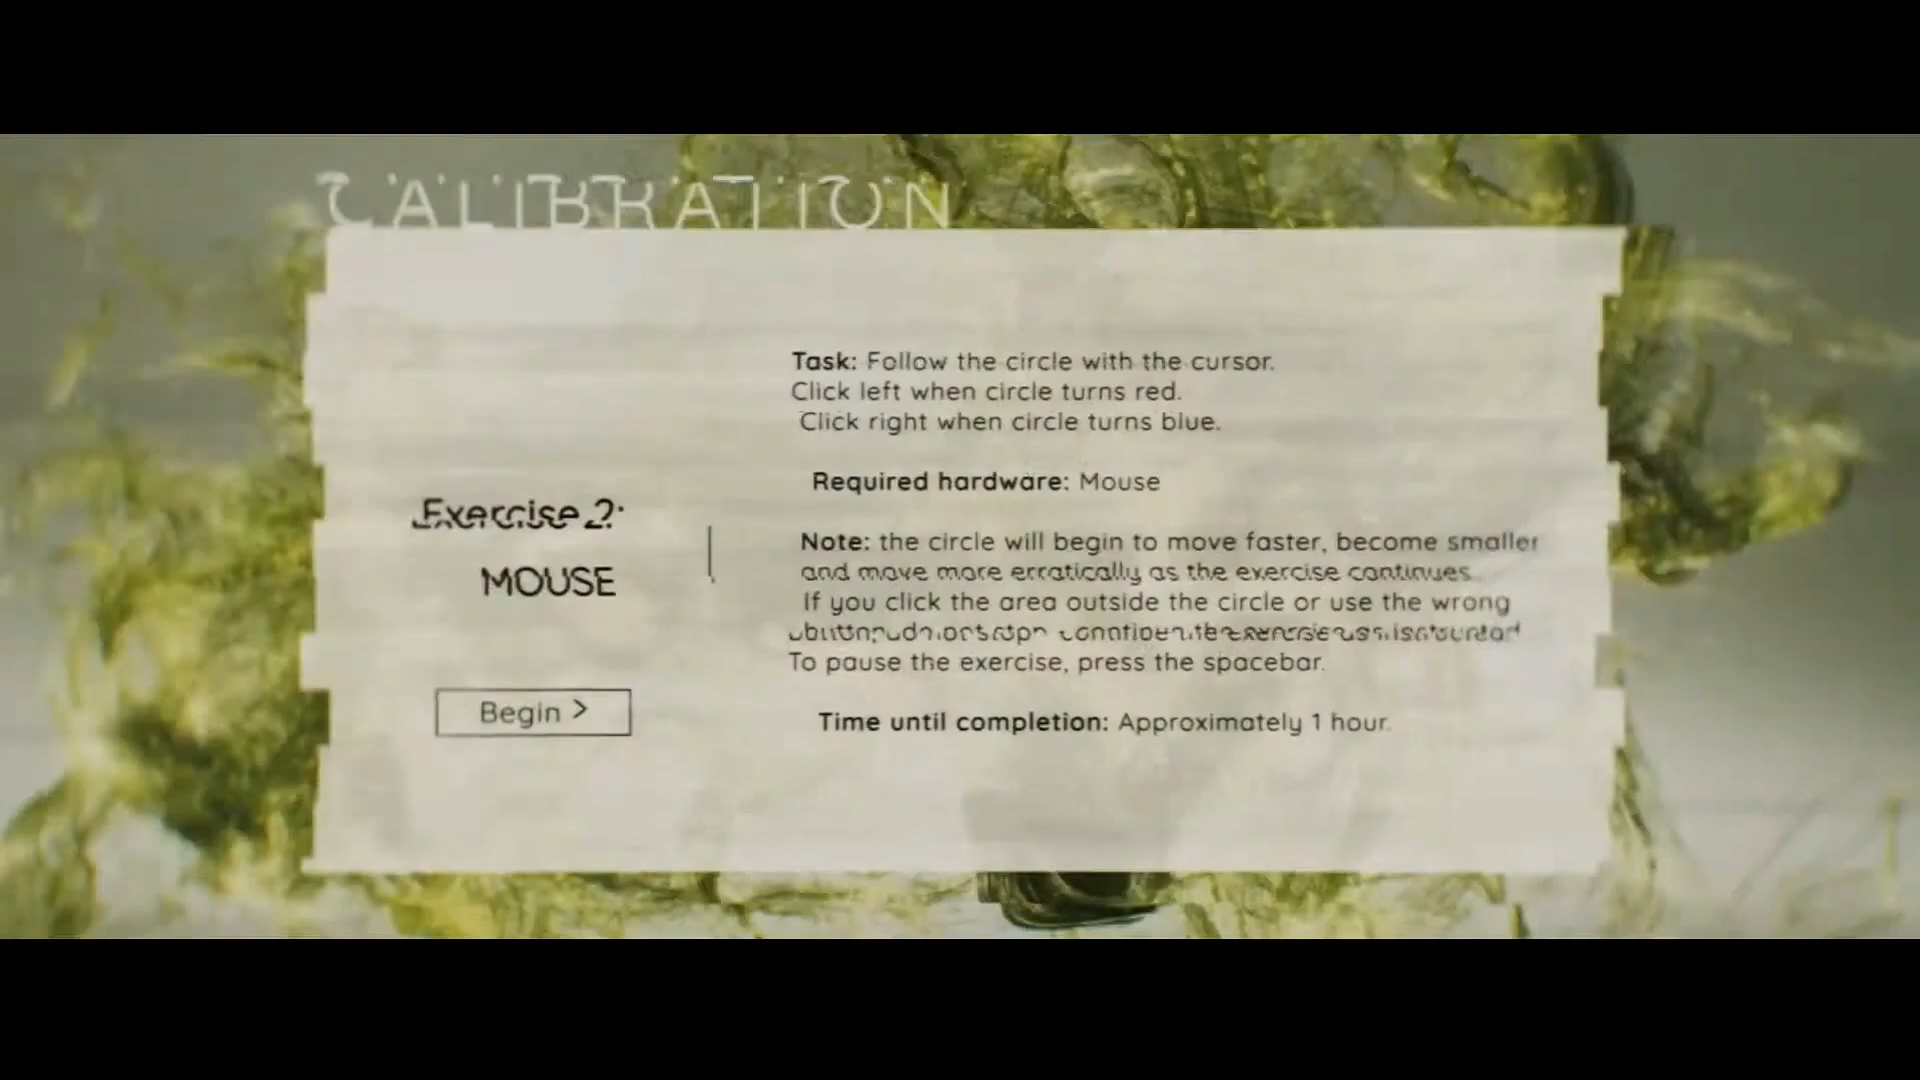 CALIBRATION
Exercise 2:
MOUSE
Begin >
Task: Follow the circle with the cursor.
Click left when circle turns red.
Click right when circle turns blue.
Required hardware: Mouse
Note: the circle will begin to move faster, become smaller
and move more erratically as the exercise continues.
If you click the area outside the circle or use the wrong
To pause the exercise, press the spacebar.
Time until completion: Approximately 1 hour.